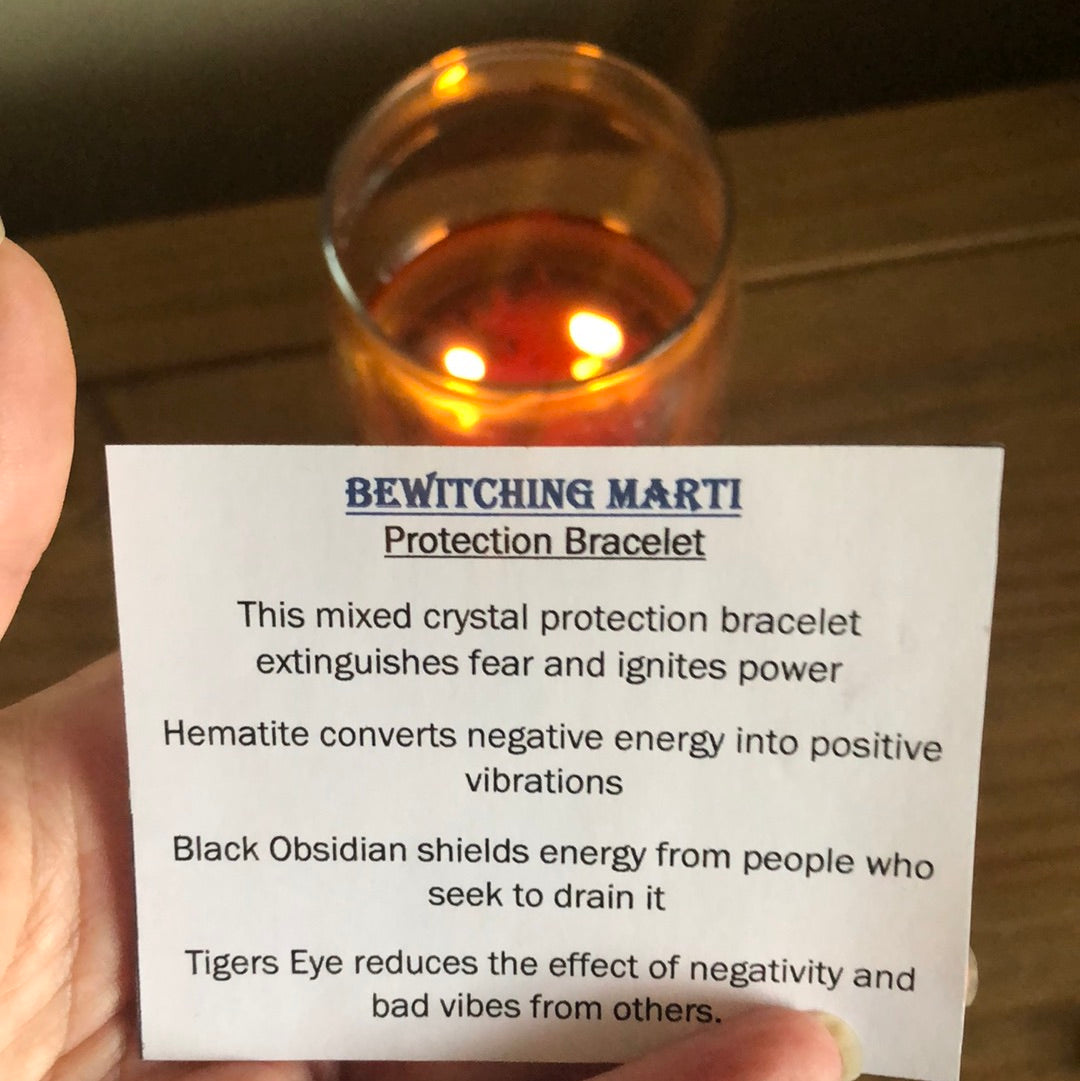 BEWITCHING MARTI
Protection Bracelet
This mixed crystal protection bracelet
extinguishes fear and ignites power
Hematite converts negative energy into positive
vibrations
Black Obsidian shields energy from people who
seek to drain it
Tigers Eye reduces the effect of negativity and
bad vibes from others.